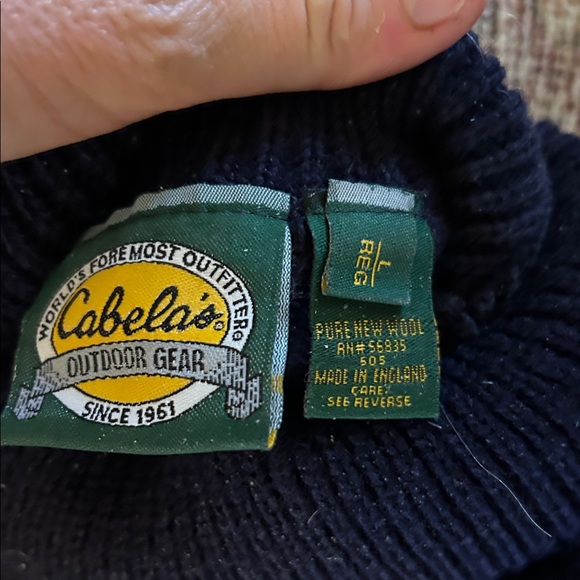 WORLD'S FOREMOST OUTFITTER®
Cabela's®
OUTDOOR GEAR
SINCE 1961
L
REG
PURE NEW WOOL
RN# 56835
505
MADE IN ENGLAND
CARE:
SEE REVERSE